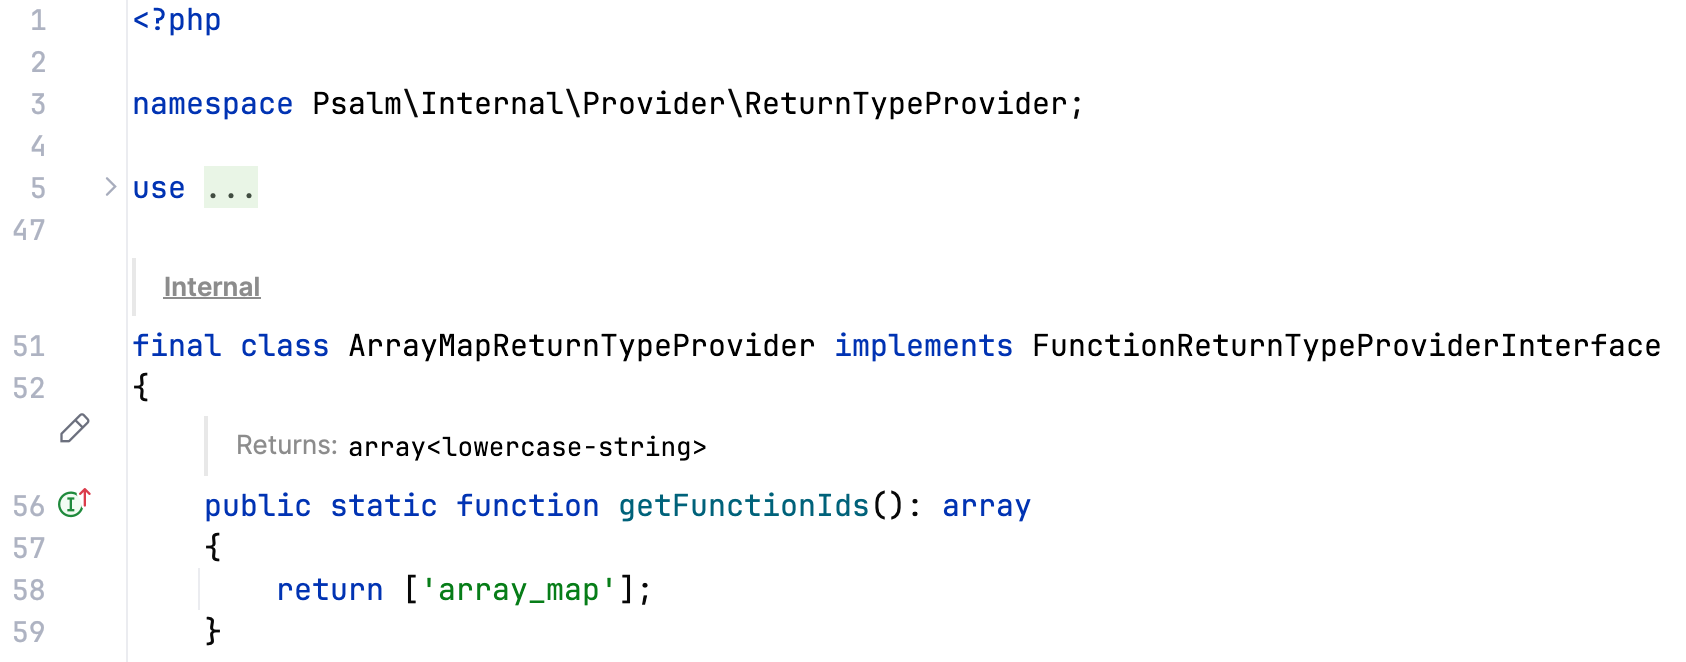 1 <?php
2
3 namespace Psalm\Internal\Provider\ReturnTypeProvider;
4
5 use ...
47
Internal
51 final class ArrayMapReturnTypeProvider implements FunctionReturnTypeProviderInterface
52 {
Returns: array<lowercase-string>
56 public static function getFunctionIds(): array
57 {
58 return ['array_map'];
59 }